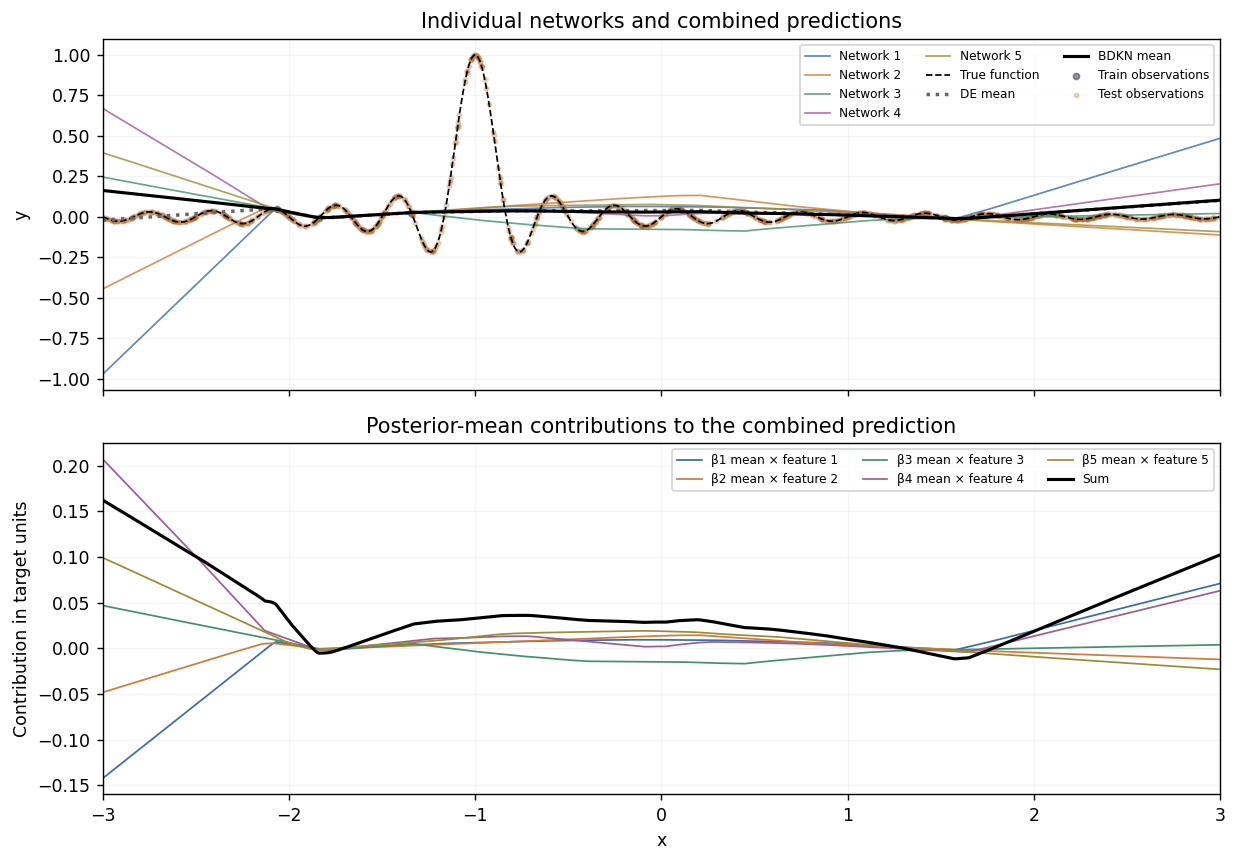 Individual networks and combined predictions
1.00
0.75
0.50
0.25
0.00
−0.25
−0.50
−0.75
−1.00
y
Network 1
Network 2
Network 3
Network 4
Network 5
True function
DE mean
BDKN mean
Train observations
Test observations
Posterior-mean contributions to the combined prediction
0.20
0.15
0.10
0.05
0.00
−0.05
−0.10
−0.15
Contribution in target units
β1 mean × feature 1
β2 mean × feature 2
β3 mean × feature 3
β4 mean × feature 4
β5 mean × feature 5
Sum
−3
−2
−1
0
1
2
3
x